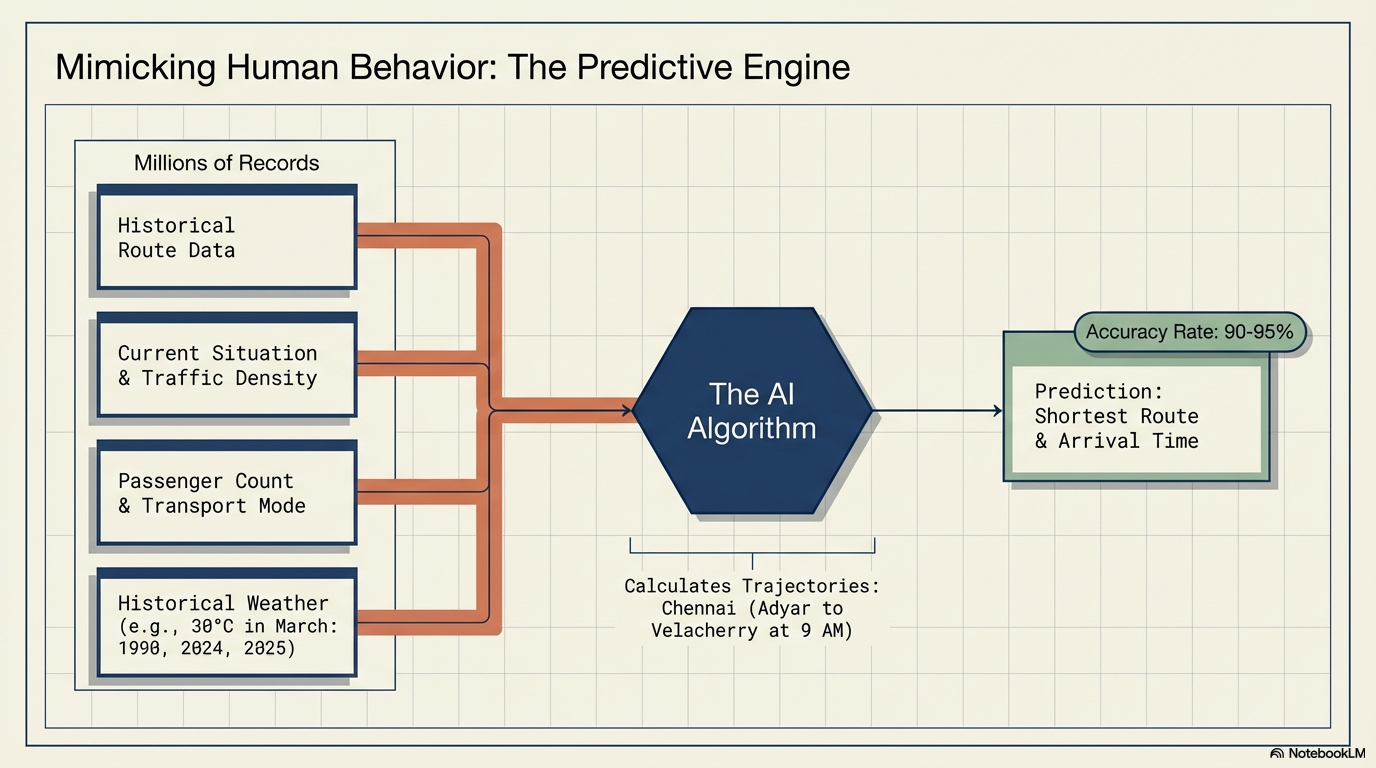 Mimicking Human Behavior: The Predictive Engine
Millions of Records
Historical
Route Data
Current Situation
& Traffic Density
Passenger Count
& Transport Mode
Historical Weather
(e.g., 30°C in March:
1990, 2024, 2025)
The AI
Algorithm
Calculates Trajectories:
Chennai (Adyar to
Velacherry at 9 AM)
Accuracy Rate: 90-95%
Prediction:
Shortest Route
& Arrival Time
NotebookLM